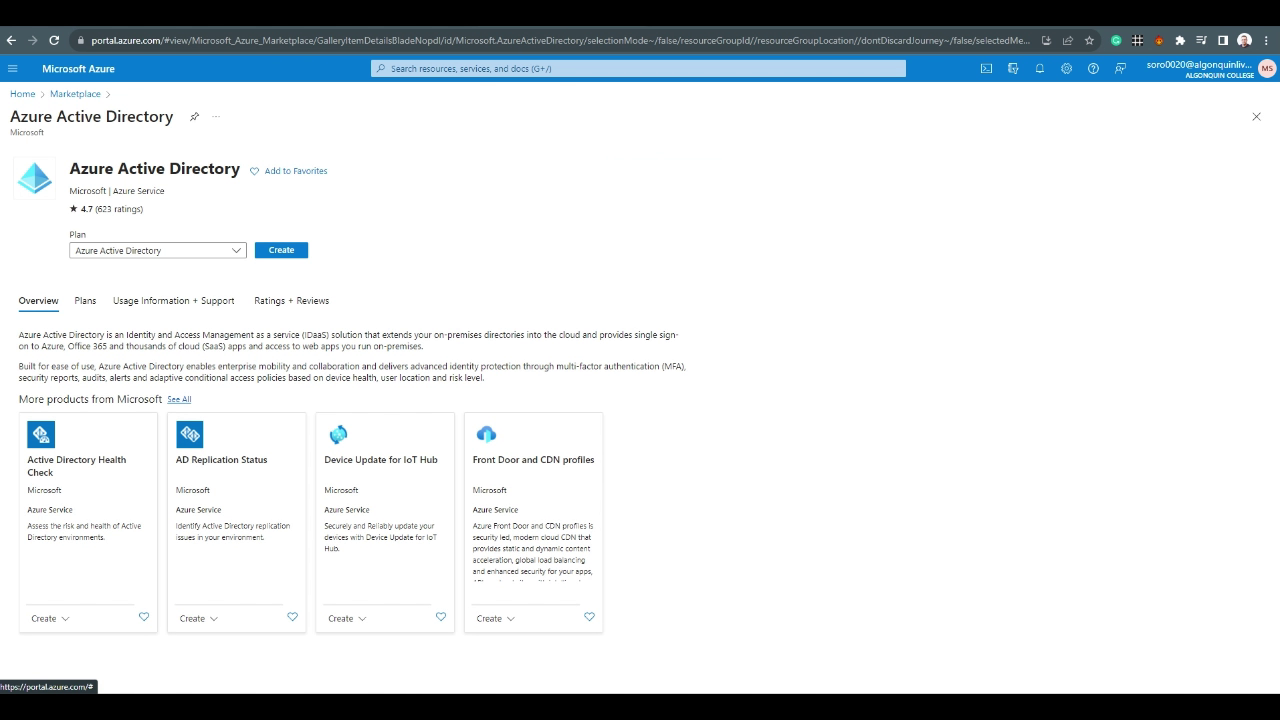 portal.azure.com/#view/Microsoft_Azure_Marketplace/GalleryItemDetailsBladeNopdl/id/Microsoft.AzureActiveDirectory/selectionMode~/false/resourceGroupId//resourceGroupLocation//dontDiscardJourney~/false/selectedMe...
Microsoft Azure
Search resources, services, and docs (G+/)
soro0020@algonquinliv...
ALGONQUIN COLLEGE
MS
Home > Marketplace >
Azure Active Directory
Microsoft
Azure Active Directory
Add to Favorites
Microsoft | Azure Service
★ 4.7 (623 ratings)
Plan
Azure Active Directory
Create
Overview Plans Usage Information + Support Ratings + Reviews
Azure Active Directory is an Identity and Access Management as a service (IDaaS) solution that extends your on-premises directories into the cloud and provides single sign-
on to Azure, Office 365 and thousands of cloud (SaaS) apps and access to web apps you run on-premises.
Built for ease of use, Azure Active Directory enables enterprise mobility and collaboration and delivers advanced identity protection through multi-factor authentication (MFA),
security reports, audits, alerts and adaptive conditional access policies based on device health, user location and risk level.
More products from Microsoft See All
Active Directory Health
Check
Microsoft
Azure Service
Assess the risk and health of Active
Directory environments.
Create
AD Replication Status
Microsoft
Azure Service
Identify Active Directory replication
issues in your environment.
Create
Device Update for IoT Hub
Microsoft
Azure Service
Securely and Reliably update your
devices with Device Update for IoT
Hub.
Create
Front Door and CDN profiles
Microsoft
Azure Service
Azure Front Door and CDN profiles is
security led, modern cloud CDN that
provides static and dynamic content
acceleration, global load balancing
and enhanced security for your apps,
Create
https://portal.azure.com/#